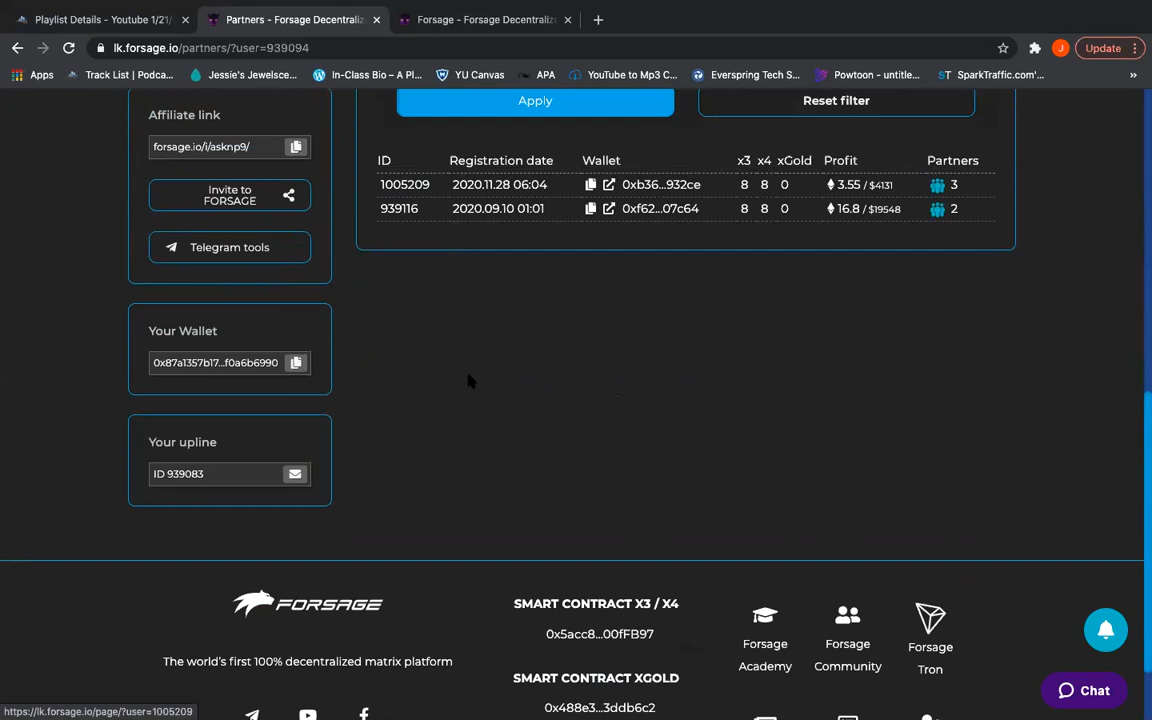 Playlist Details - Youtube 1/21/
Partners - Forsage Decentraliz
Forsage - Forsage Decentraliz
lk.forsage.io/partners/?user=939094
J
Update
Apps
Track List | Podca...
Jessie's Jewelsce...
In-Class Bio – A Pl...
YU Canvas
APA
YouTube to Mp3 C...
Everspring Tech S...
Powtoon - untitle...
ST SparkTraffic.com'...
»
Affiliate link
forsage.io/i/asknp9/
Invite to
FORSAGE
Telegram tools
Your Wallet
0x87a1357b17...f0a6b6990
Your upline
ID 939083
Apply
Reset filter
ID Registration date Wallet x3 x4 xGold Profit Partners
1005209 2020.11.28 06:04 0xb36...932ce 8 8 0 3.55 / $4131 3
939116 2020.09.10 01:01 0xf62...07c64 8 8 0 16.8 / $19548 2
FORSAGE
The world's first 100% decentralized matrix platform
SMART CONTRACT X3 / X4
0x5acc8...00fFB97
SMART CONTRACT XGOLD
0x488e3...3ddb6c2
Forsage
Academy
Forsage
Community
Forsage
Tron
Chat
https://lk.forsage.io/page/?user=1005209